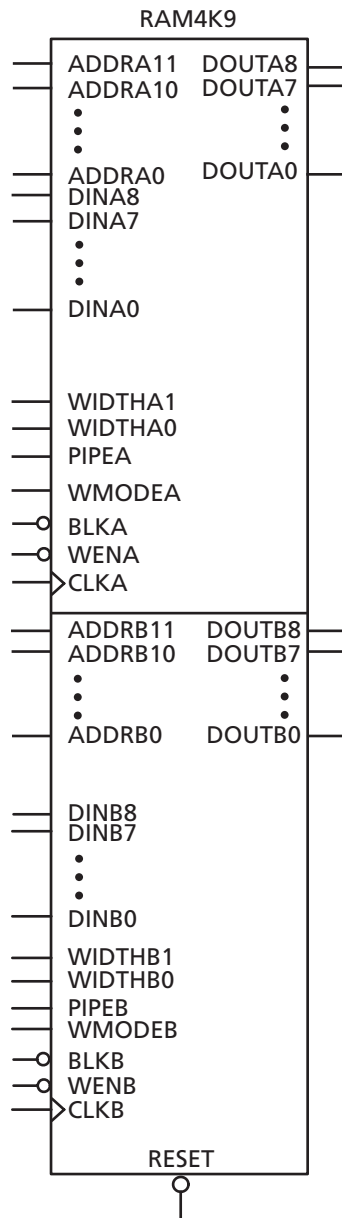 RAM4K9
ADDRA11 DOUTA8
ADDRA10 DOUTA7
ADDRA0 DOUTA0
DINA8
DINA7
DINA0
WIDTHA1
WIDTHA0
PIPEA
WMODEA
BLKA
WENA
CLKA
ADDRB11 DOUTB8
ADDRB10 DOUTB7
ADDRB0 DOUTB0
DINB8
DINB7
DINB0
WIDTHB1
WIDTHB0
PIPEB
WMODEB
BLKB
WENB
CLKB
RESET